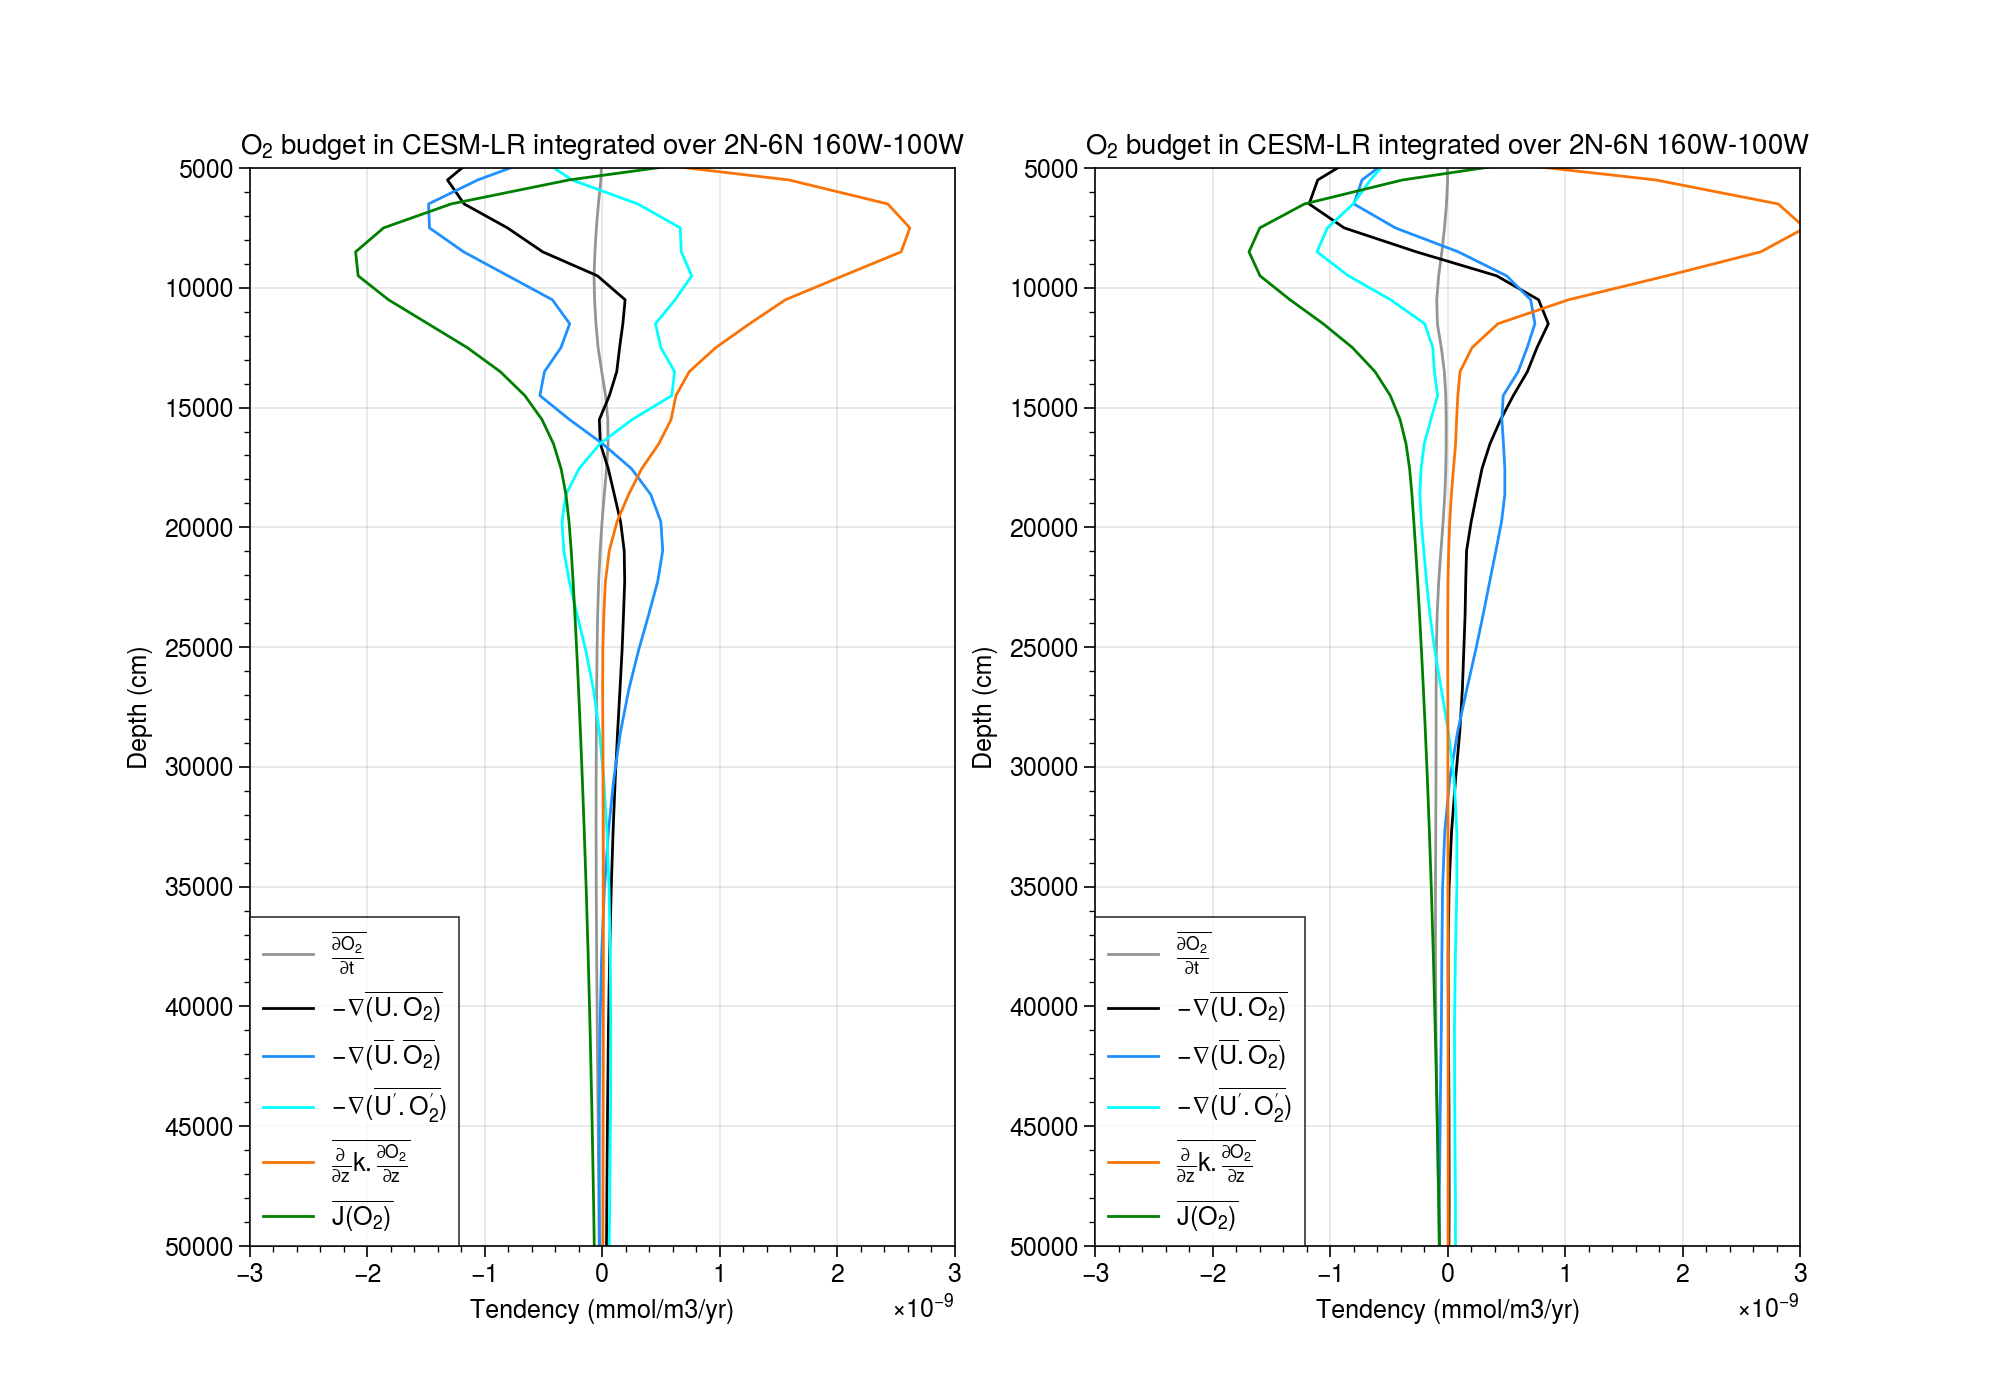 O₂ budget in CESM-LR integrated over 2N-6N 160W-100W
5000
10000
15000
20000
25000
30000
35000
40000
45000
50000
Depth (cm)
−3 −2 −1 0 1 2 3
Tendency (mmol/m3/yr)
×10⁻⁹
∂O₂/∂t
−∇(U.O₂)
−∇(U.O₂)
−∇(U′.O₂′)
∂/∂z k.∂O₂/∂z
J(O₂)
O₂ budget in CESM-LR integrated over 2N-6N 160W-100W
5000
10000
15000
20000
25000
30000
35000
40000
45000
50000
Depth (cm)
−3 −2 −1 0 1 2 3
Tendency (mmol/m3/yr)
×10⁻⁹
∂O₂/∂t
−∇(U.O₂)
−∇(U.O₂)
−∇(U′.O₂′)
∂/∂z k.∂O₂/∂z
J(O₂)